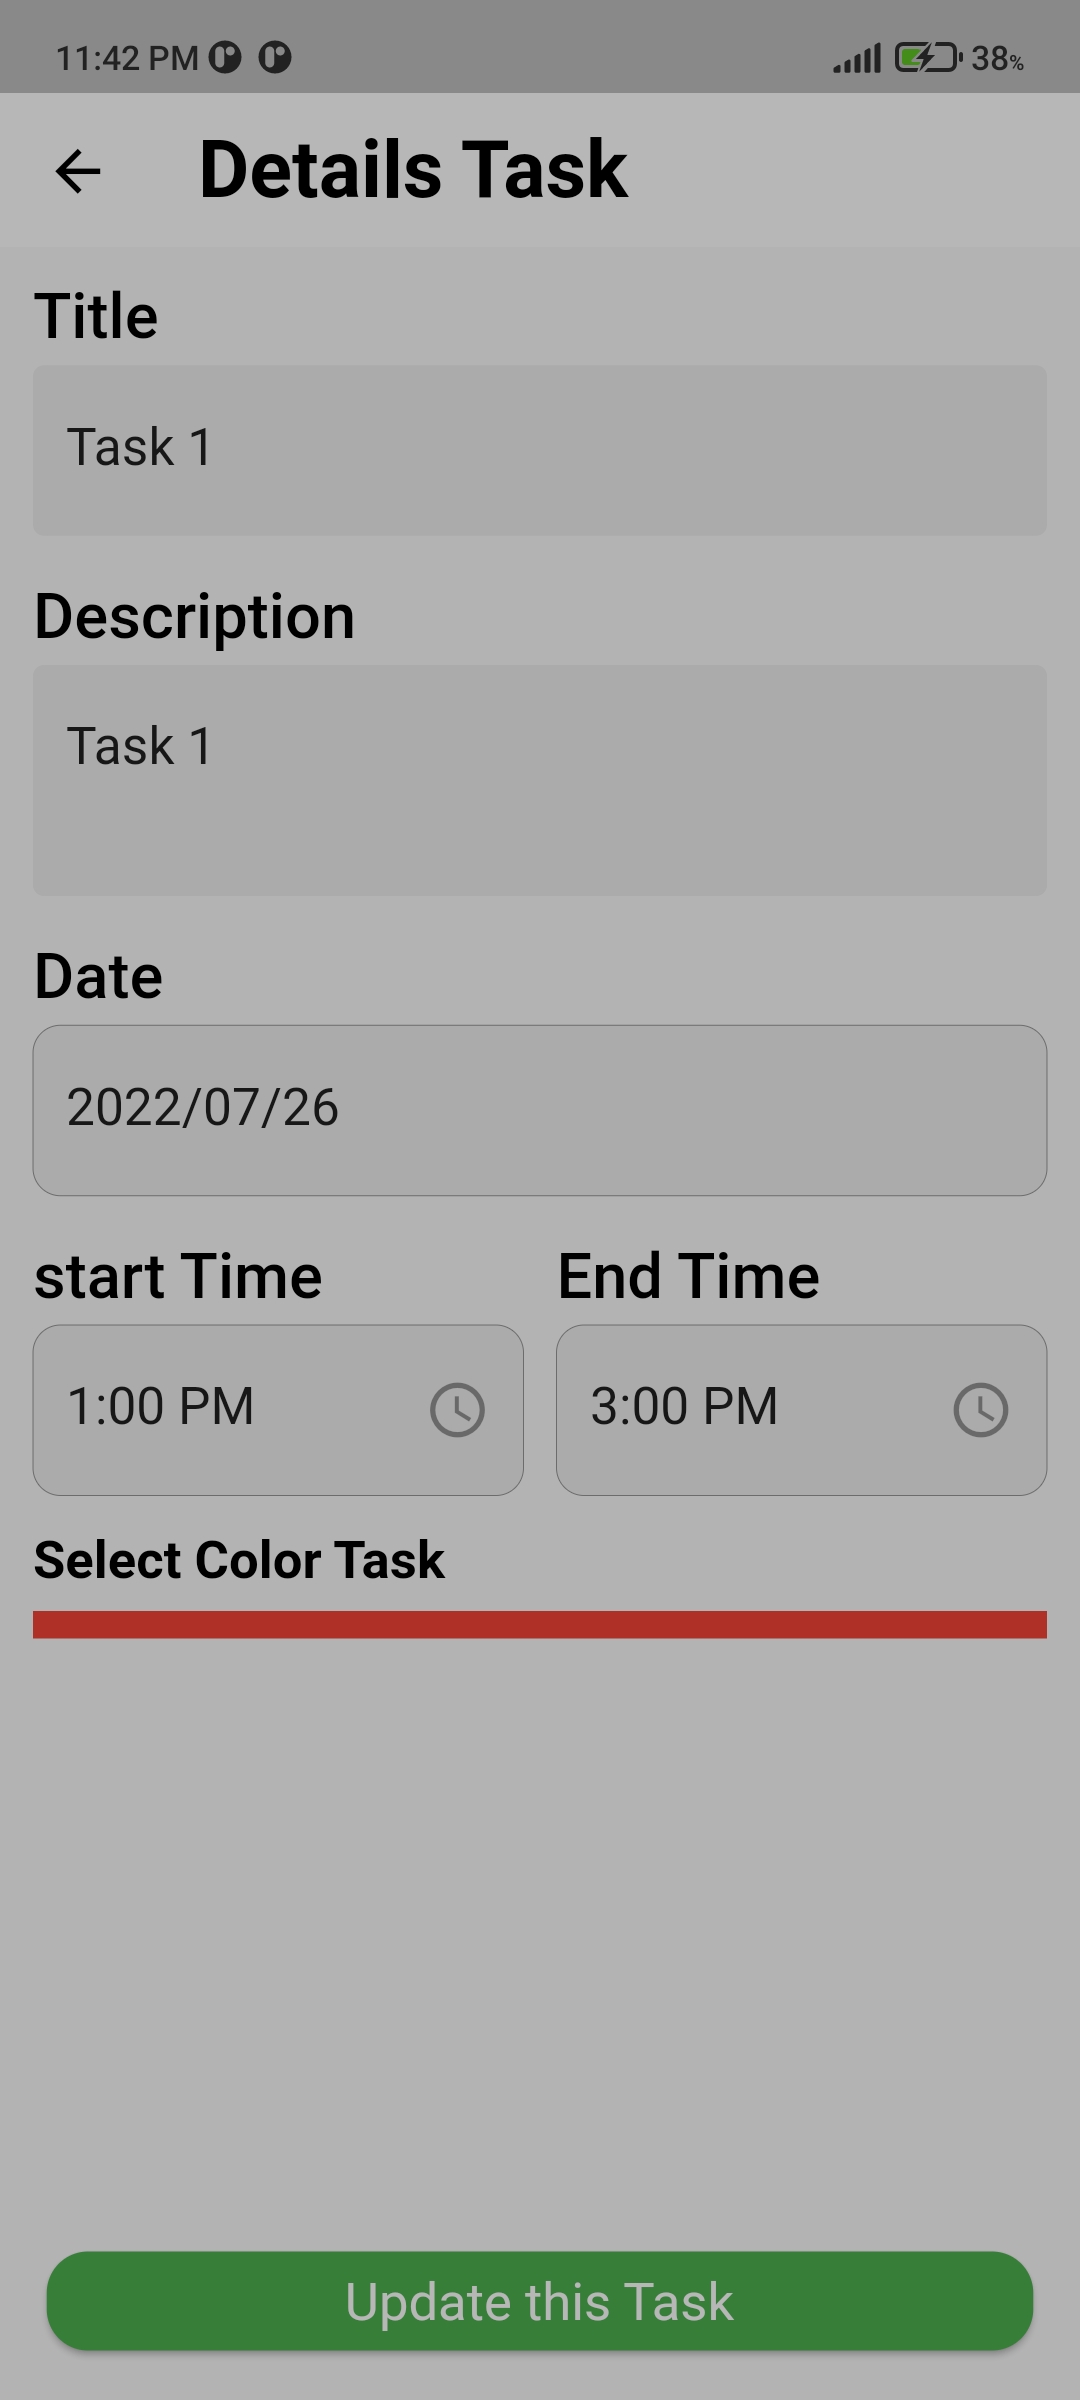 11:42 PM 38%
Details Task
Title
Task 1
Description
Task 1
Date
2022/07/26
start Time End Time
1:00 PM 3:00 PM
Select Color Task
Update this Task